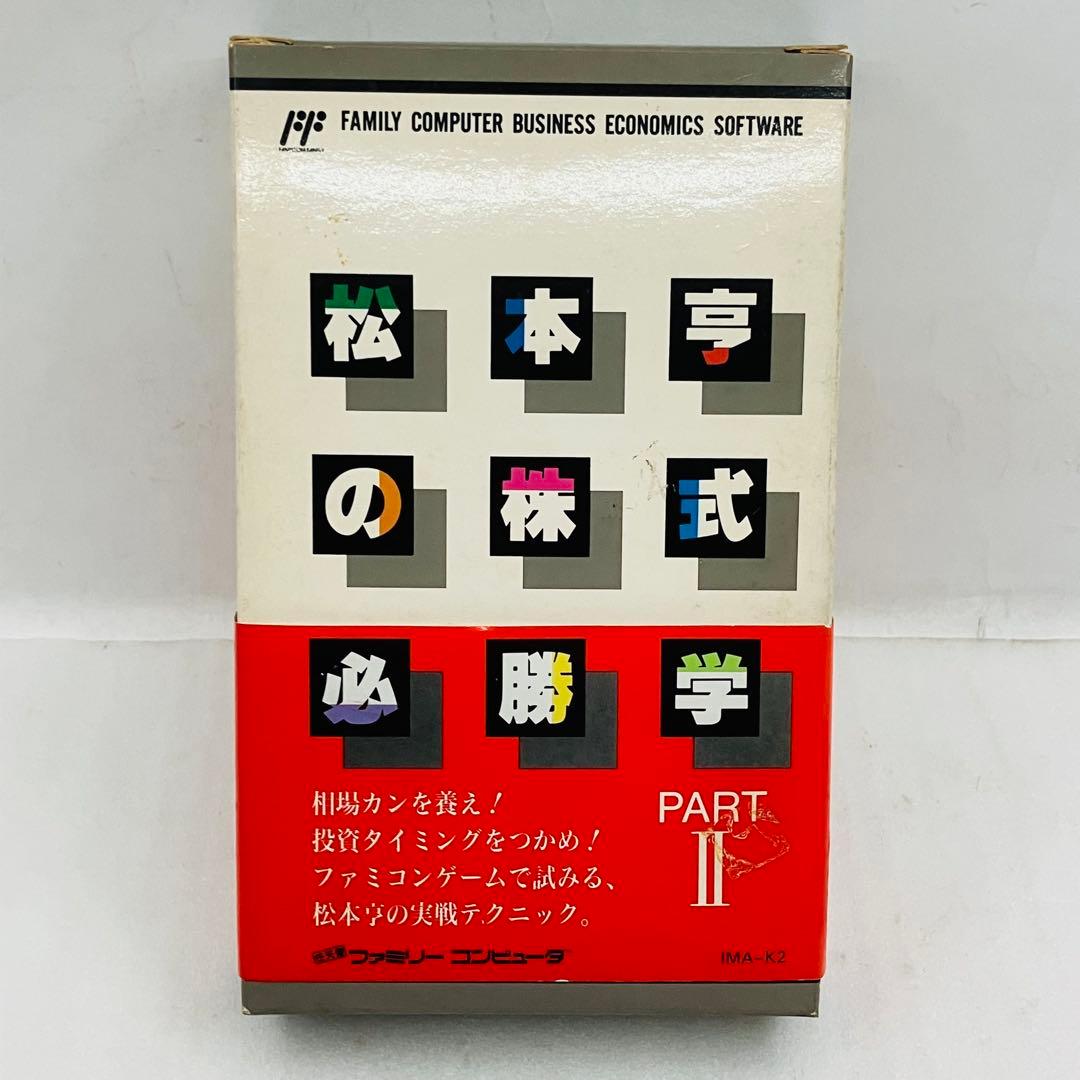 FAMILY COMPUTER BUSINESS ECONOMICS SOFTWARE
松本亨
の株式
必勝学
相場カンを養え!
投資タイミングをつかめ!
ファミコンゲームで試みる、
松本亨の実戦テクニック。
PART
II
任天堂 ファミリー コンピュータ
IMA-K2